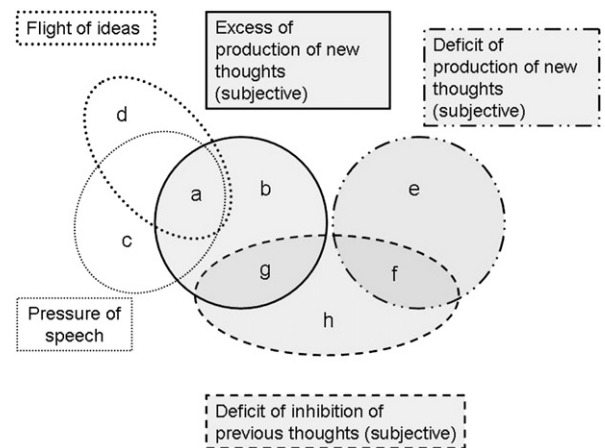 Flight of ideas
Excess of
production of new
thoughts
(subjective)
Deficit of
production of new
thoughts
(subjective)
d
a
b
e
c
g
f
h
Pressure of
speech
Deficit of inhibition of
previous thoughts (subjective)